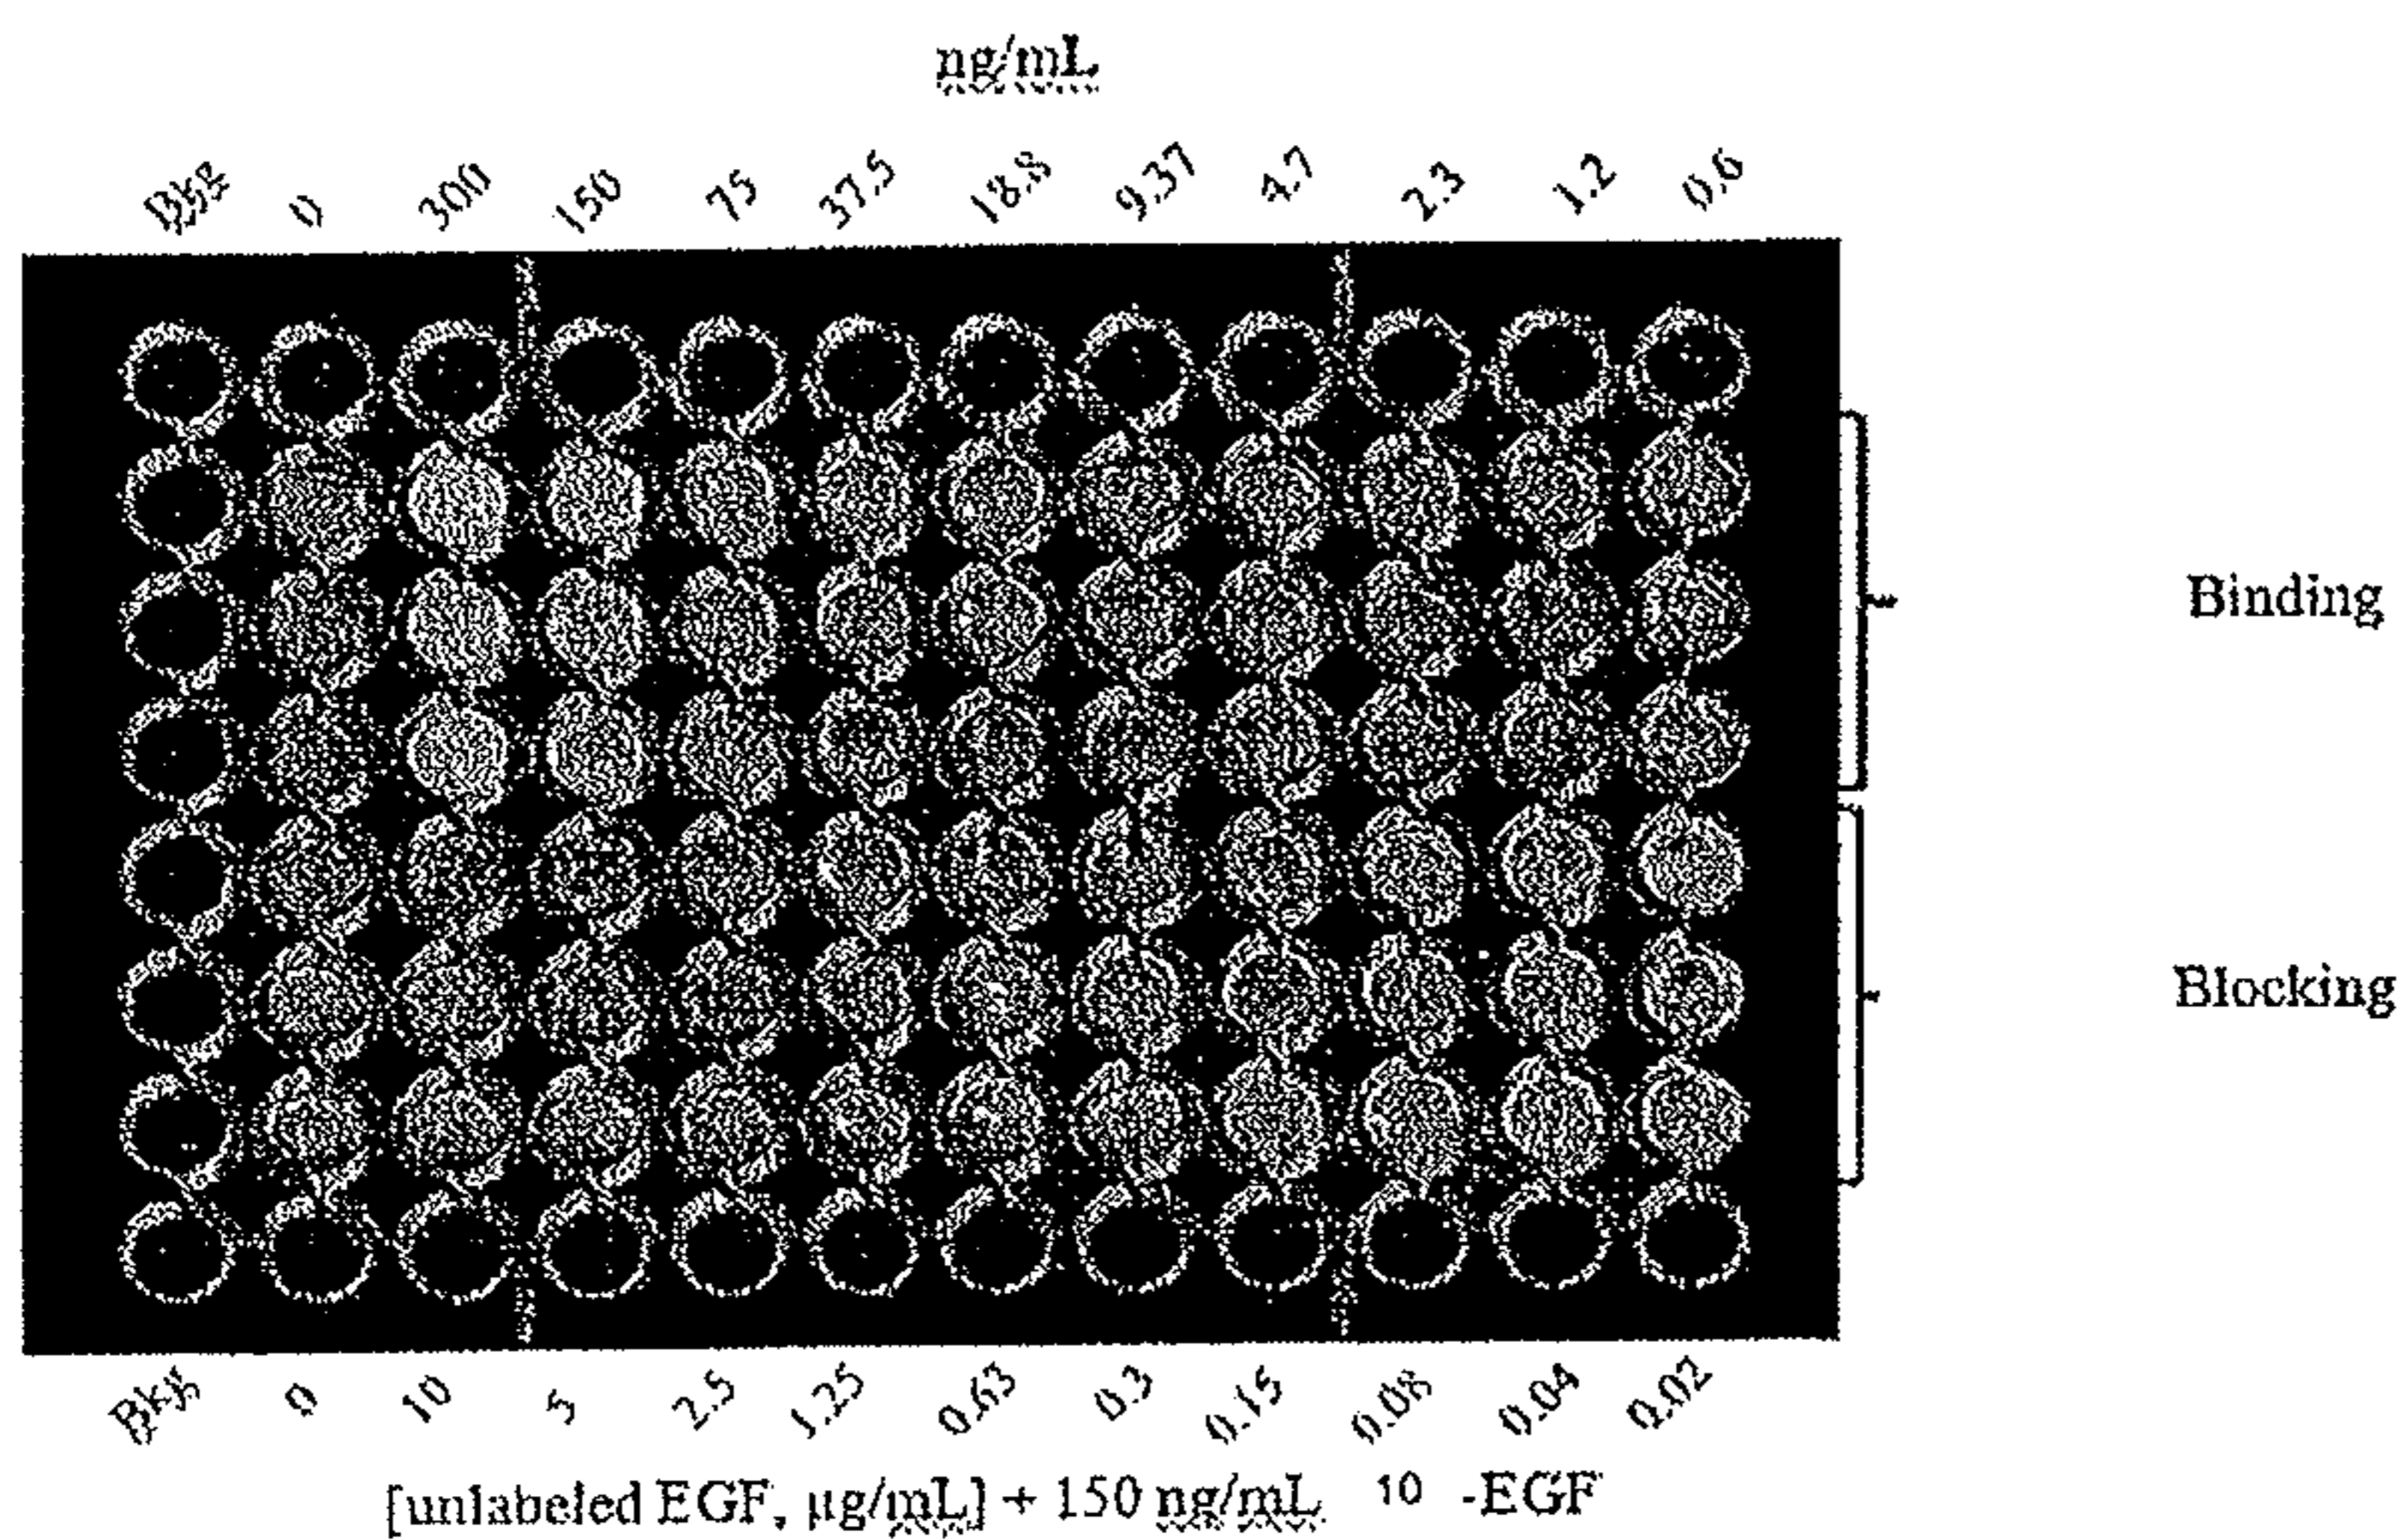 ng/mL
Bkg 0 300 150 75 37.5 18.8 9.37 4.7 2.3 1.2 0.6
Binding
Blocking
Bkg 0 10 5 2.5 1.25 0.63 0.3 0.15 0.08 0.04 0.02
[unlabeled EGF, µg/mL] + 150 ng/mL 10 -EGF